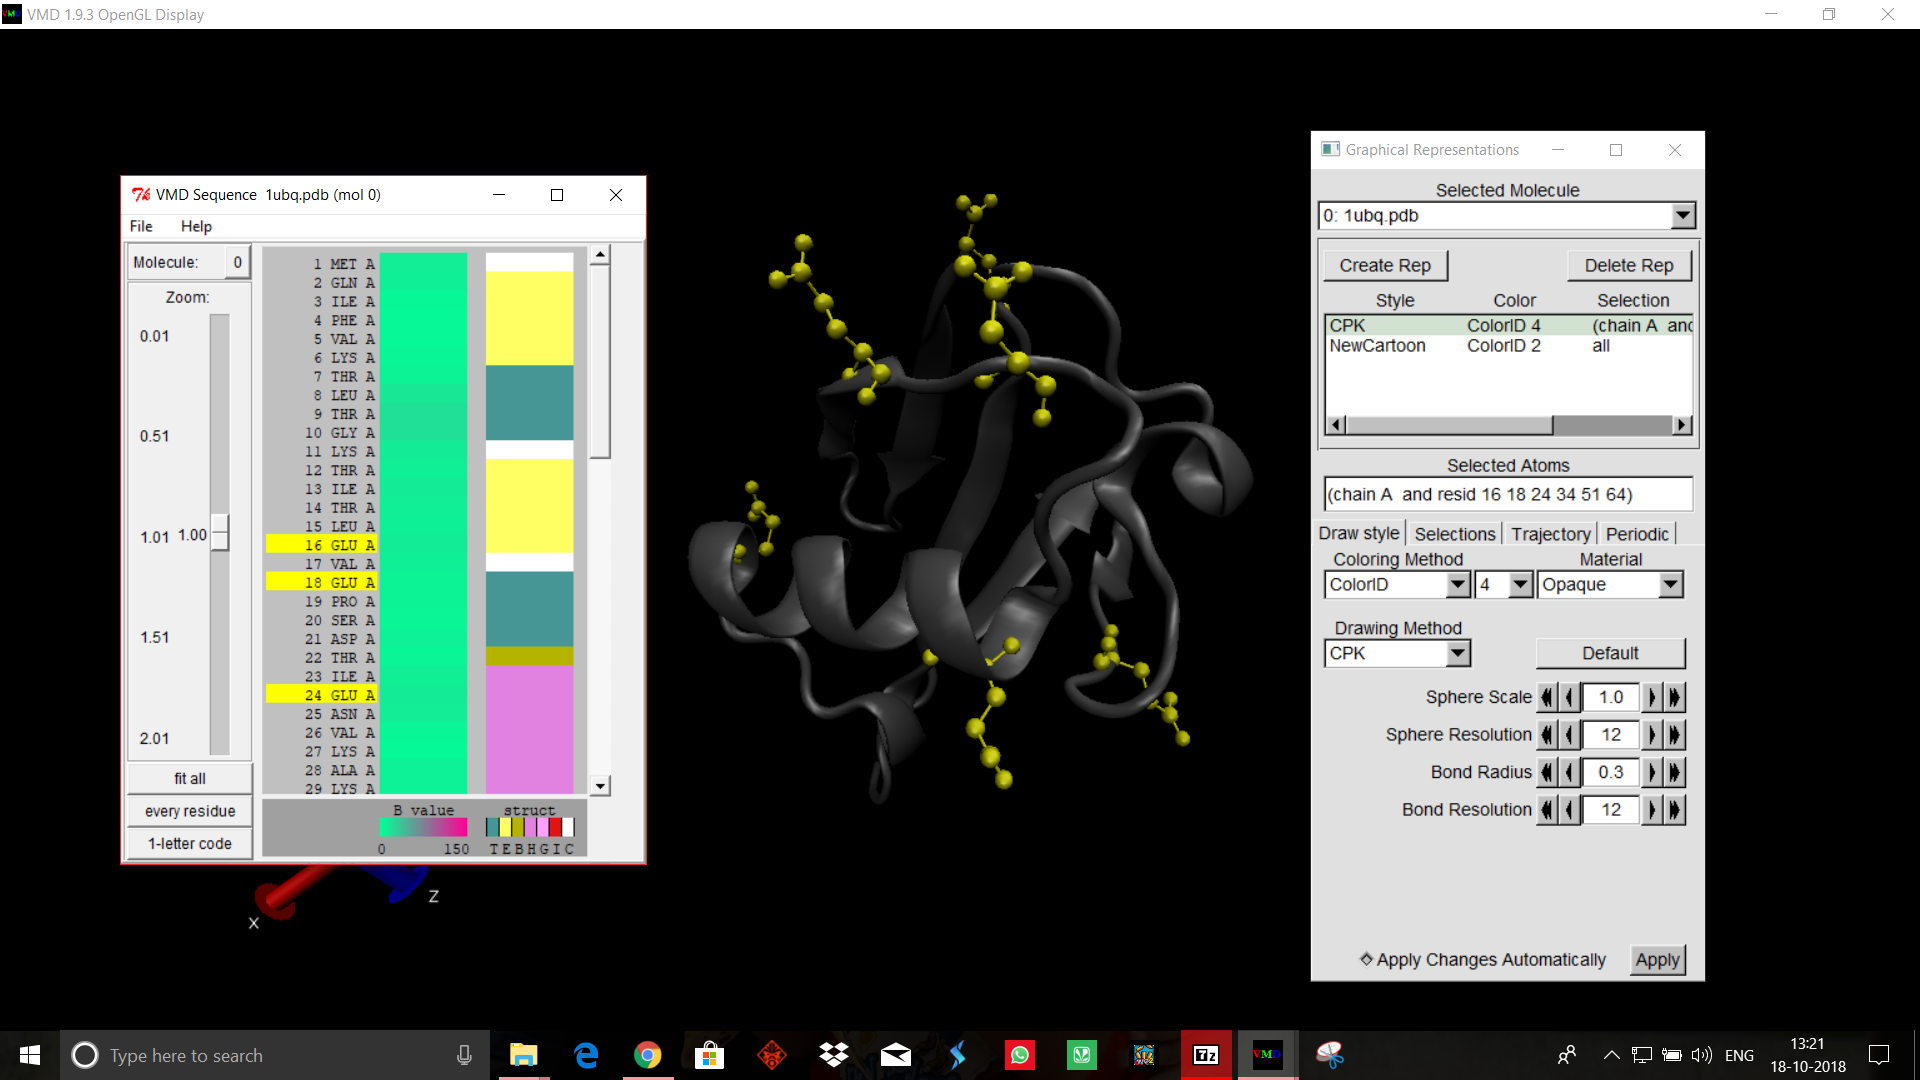 VMD 1.9.3 OpenGL Display
VMD Sequence 1ubq.pdb (mol 0)
File Help
Molecule: 0
Zoom:
0.01
0.51
1.01 1.00
1.51
2.01
fit all
every residue
1-letter code
1 MET A
2 GLN A
3 ILE A
4 PHE A
5 VAL A
6 LYS A
7 THR A
8 LEU A
9 THR A
10 GLY A
11 LYS A
12 THR A
13 ILE A
14 THR A
15 LEU A
16 GLU A
17 VAL A
18 GLU A
19 PRO A
20 SER A
21 ASP A
22 THR A
23 ILE A
24 GLU A
25 ASN A
26 VAL A
27 LYS A
28 ALA A
29 LYS A
B value struct
0 150 T E B H G I C
X
Z
Graphical Representations
Selected Molecule
0: 1ubq.pdb
Create Rep Delete Rep
Style Color Selection
CPK ColorID 4 (chain A and
NewCartoon ColorID 2 all
Selected Atoms
(chain A and resid 16 18 24 34 51 64)
Draw style Selections Trajectory Periodic
Coloring Method Material
ColorID 4 Opaque
Drawing Method
CPK Default
Sphere Scale 1.0
Sphere Resolution 12
Bond Radius 0.3
Bond Resolution 12
Apply Changes Automatically Apply
Type here to search
7z
VMD
ENG
13:21
18-10-2018